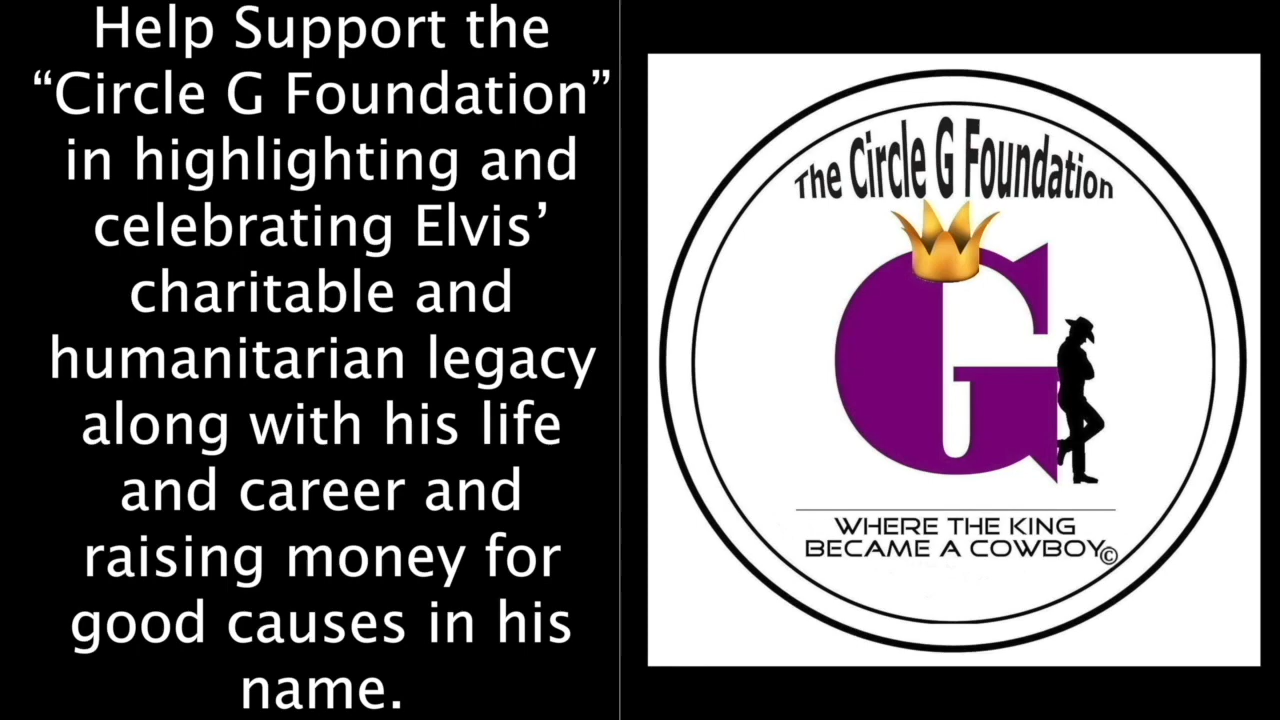 Help Support the
“Circle G Foundation”
in highlighting and
celebrating Elvis’
charitable and
humanitarian legacy
along with his life
and career and
raising money for
good causes in his
name.
The Circle G Foundation
G
WHERE THE KING
BECAME A COWBOY©